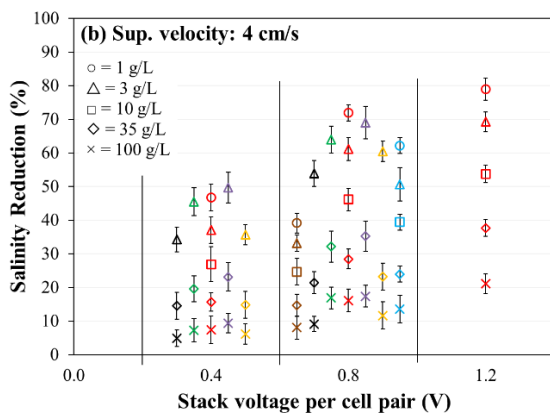 (b) Sup. velocity: 4 cm/s
= 1 g/L
= 3 g/L
= 10 g/L
= 35 g/L
= 100 g/L
Salinity Reduction (%)
100
90
80
70
60
50
40
30
20
10
0
0.0 0.4 0.8 1.2
Stack voltage per cell pair (V)